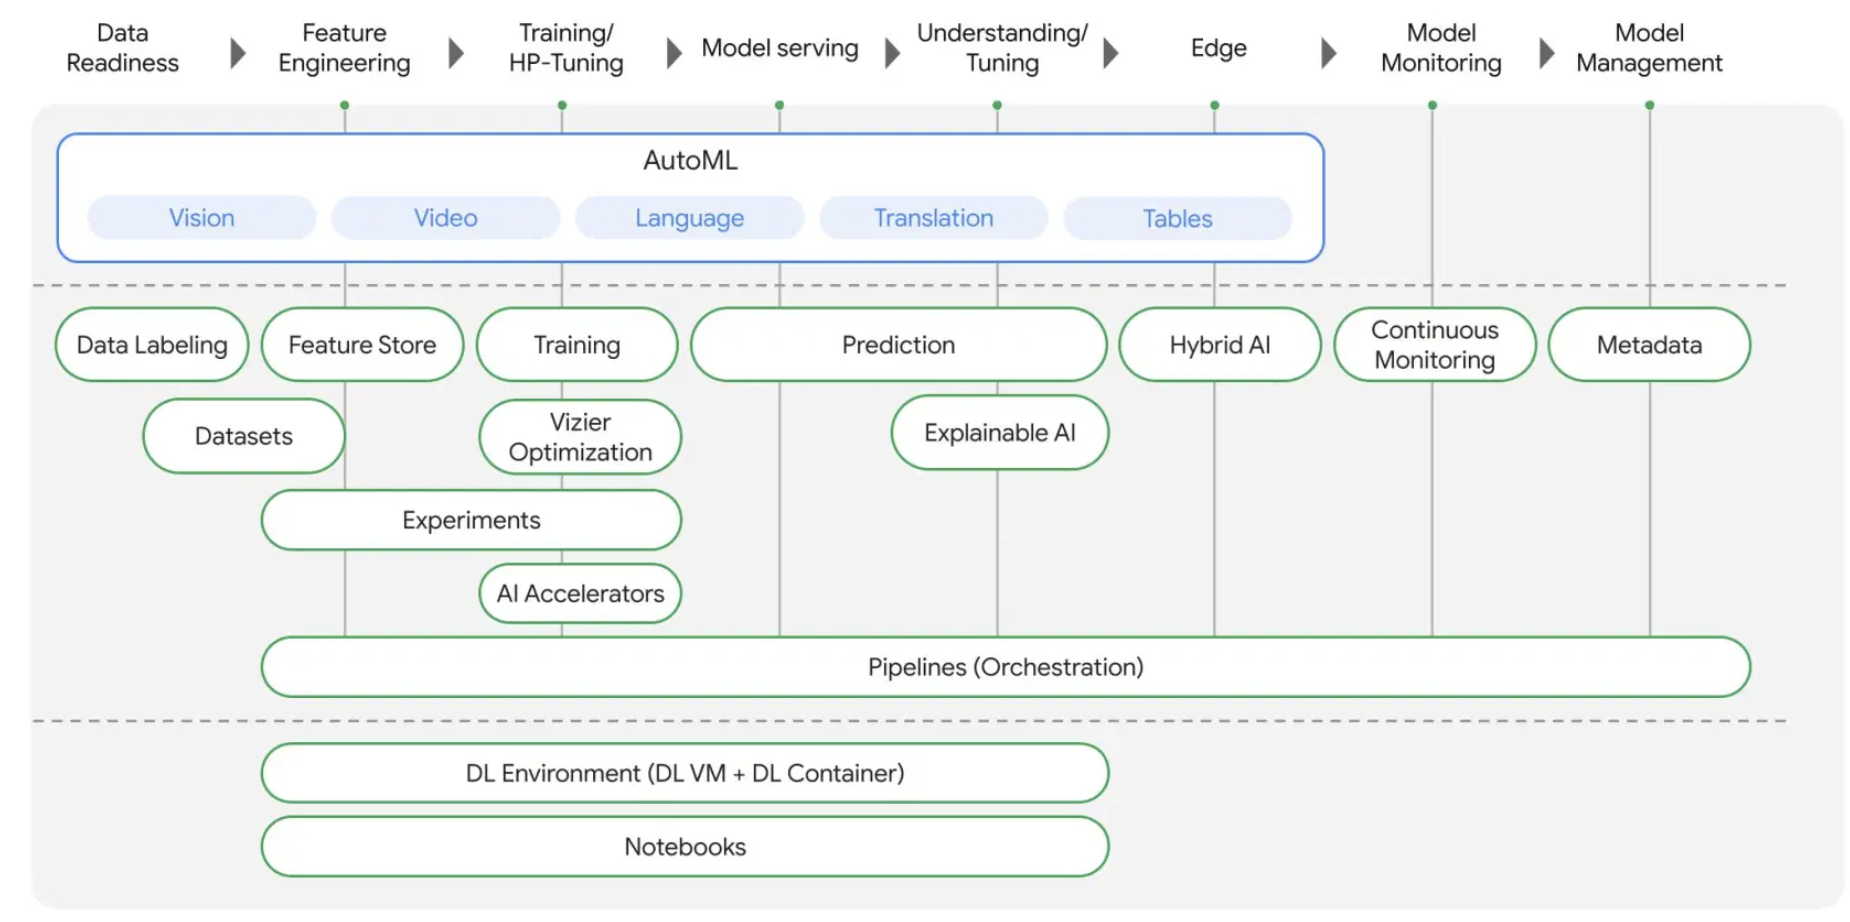 Data
Readiness
Feature
Engineering
Training/
HP-Tuning
Model serving
Understanding/
Tuning
Edge
Model
Monitoring
Model
Management
AutoML
Vision
Video
Language
Translation
Tables
Data Labeling
Feature Store
Training
Prediction
Hybrid AI
Continuous
Monitoring
Metadata
Datasets
Vizier
Optimization
Explainable AI
Experiments
AI Accelerators
Pipelines (Orchestration)
DL Environment (DL VM + DL Container)
Notebooks